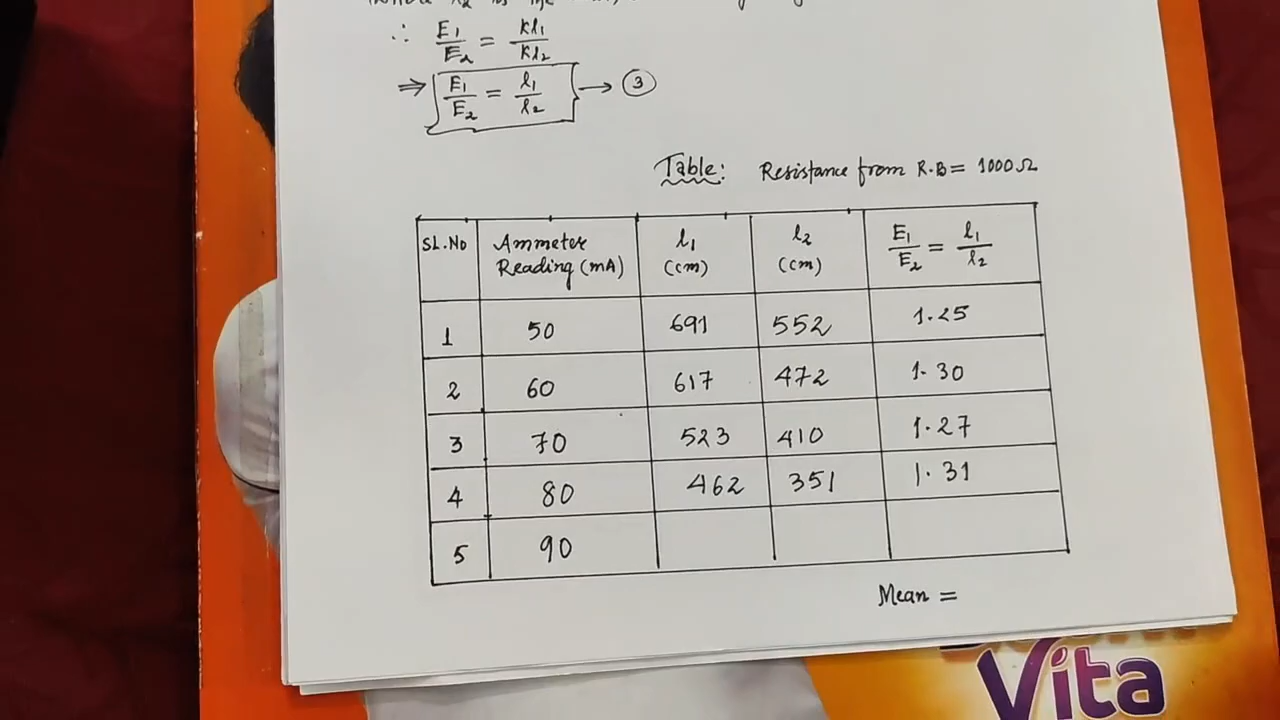 ∴ E₁/E₂ = Kl₁/Kl₂
⇒ E₁/E₂ = l₁/l₂ → ③
Table: Resistance from R.B = 1000Ω
SL.No | Ammeter Reading (mA) | l₁ (cm) | l₂ (cm) | E₁/E₂ = l₁/l₂
1 | 50 | 691 | 552 | 1.25
2 | 60 | 617 | 472 | 1.30
3 | 70 | 523 | 410 | 1.27
4 | 80 | 462 | 351 | 1.31
5 | 90
Mean =
Vita